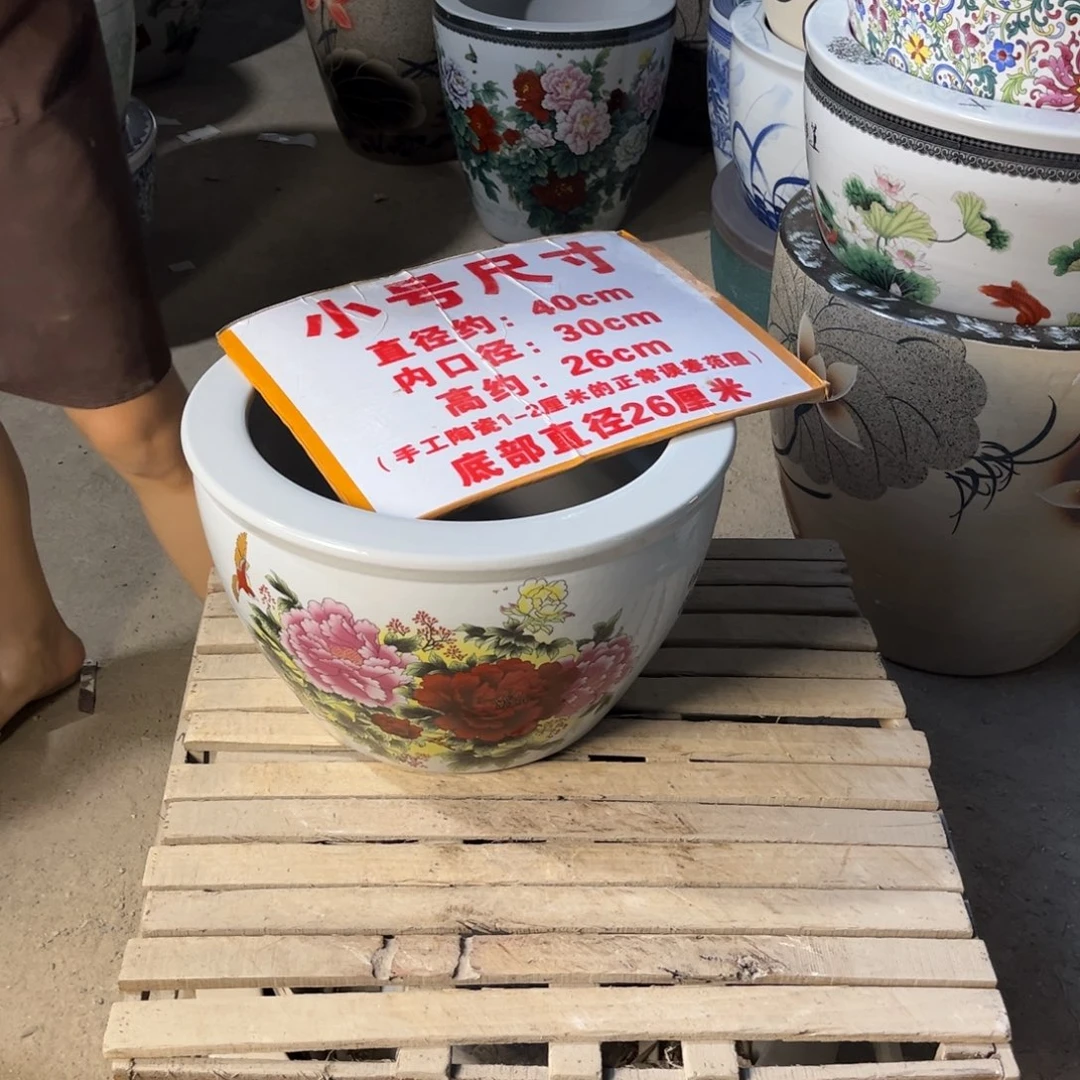 小号尺寸
直径约：40cm
内口径：30cm
高约：26cm
（手工陶瓷1-2厘米的正常误差范围）
底部直径26厘米